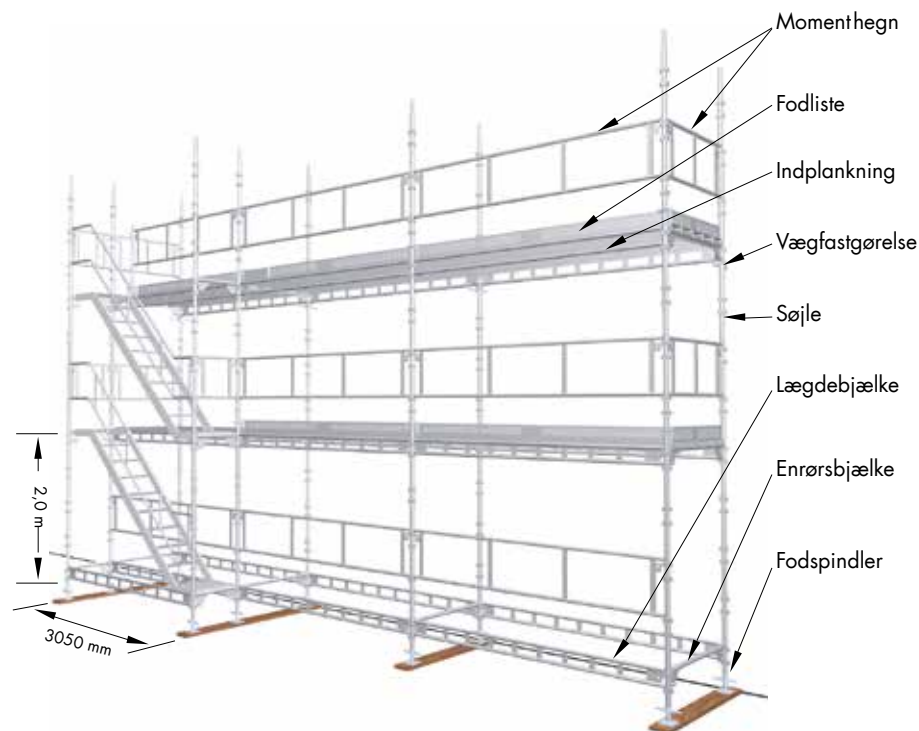 Momenthegn
Fodliste
Indplankning
Vægfastgørelse
Søjle
Lægdebjælke
Enrørsbjælke
Fodspindler
2,0 m
3050 mm